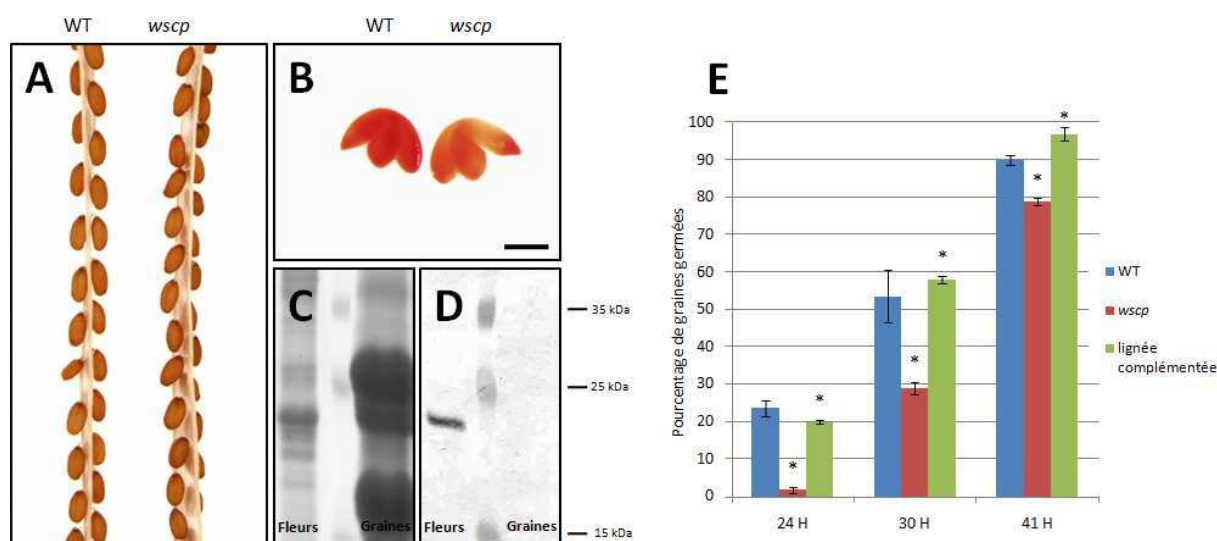 WT wscp
WT wscp
A
B
C
D
Fleurs
Graines
Fleurs
Graines
35 kDa
25 kDa
15 kDa
E
Pourcentage de graines germées
100
90
80
70
60
50
40
30
20
10
0
*
*
*
*
*
*
24 H
30 H
41 H
WT
wscp
lignée
complémentée